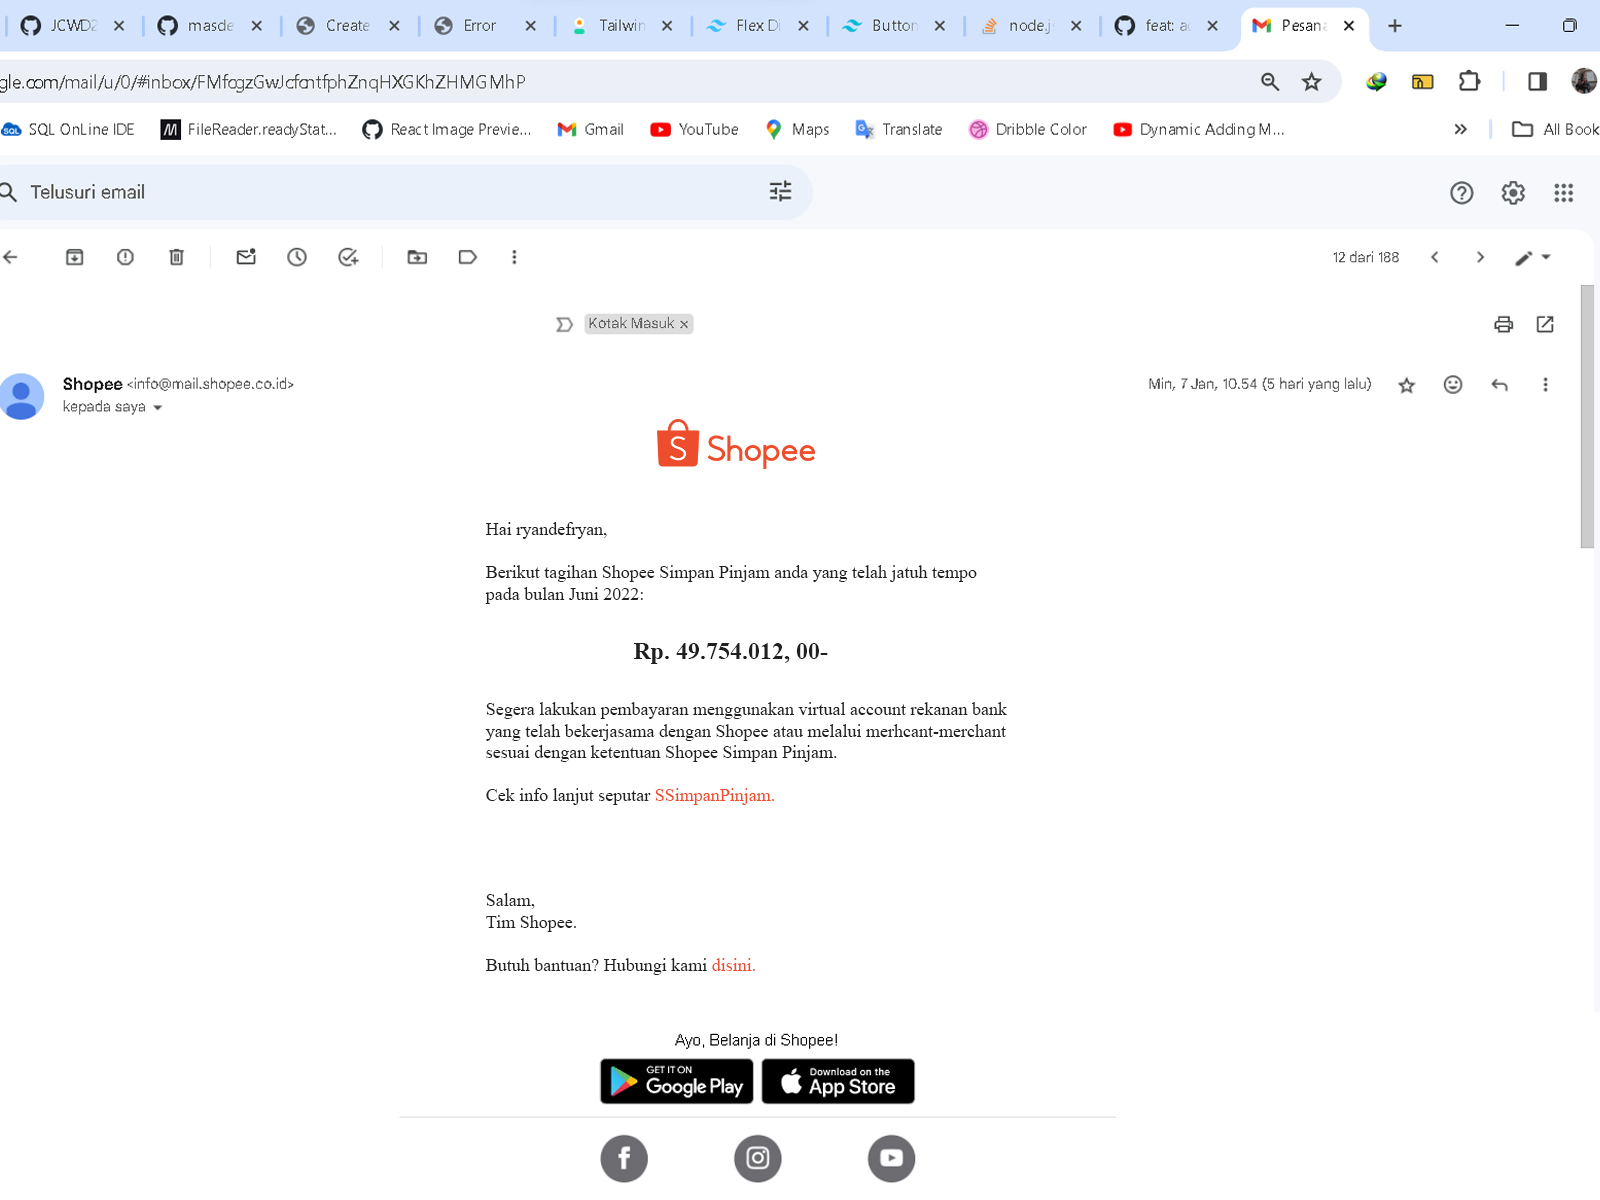 JCWD2
masde
Create
Error
Tailwin
Flex Di
Button
node.js
feat: ac
Pesana
gle.com/mail/u/0/#inbox/FMfcgzGwJcfcntfphZnqHXGKhZHMGMhP
SQL OnLine IDE
FileReader.readyStat...
React Image Previe...
Gmail
YouTube
Maps
Translate
Dribble Color
Dynamic Adding M...
All Book
Telusuri email
12 dari 188
Kotak Masuk
Shopee <info@mail.shopee.co.id>
Min, 7 Jan, 10.54 (5 hari yang lalu)
kepada saya
Shopee
Hai ryandefryan,
Berikut tagihan Shopee Simpan Pinjam anda yang telah jatuh tempo
pada bulan Juni 2022:
Rp. 49.754.012, 00-
Segera lakukan pembayaran menggunakan virtual account rekanan bank
yang telah bekerjasama dengan Shopee atau melalui merhcant-merchant
sesuai dengan ketentuan Shopee Simpan Pinjam.
Cek info lanjut seputar SSimpanPinjam.
Salam,
Tim Shopee.
Butuh bantuan? Hubungi kami disini.
Ayo, Belanja di Shopee!
GET IT ON
Google Play
Download on the
App Store